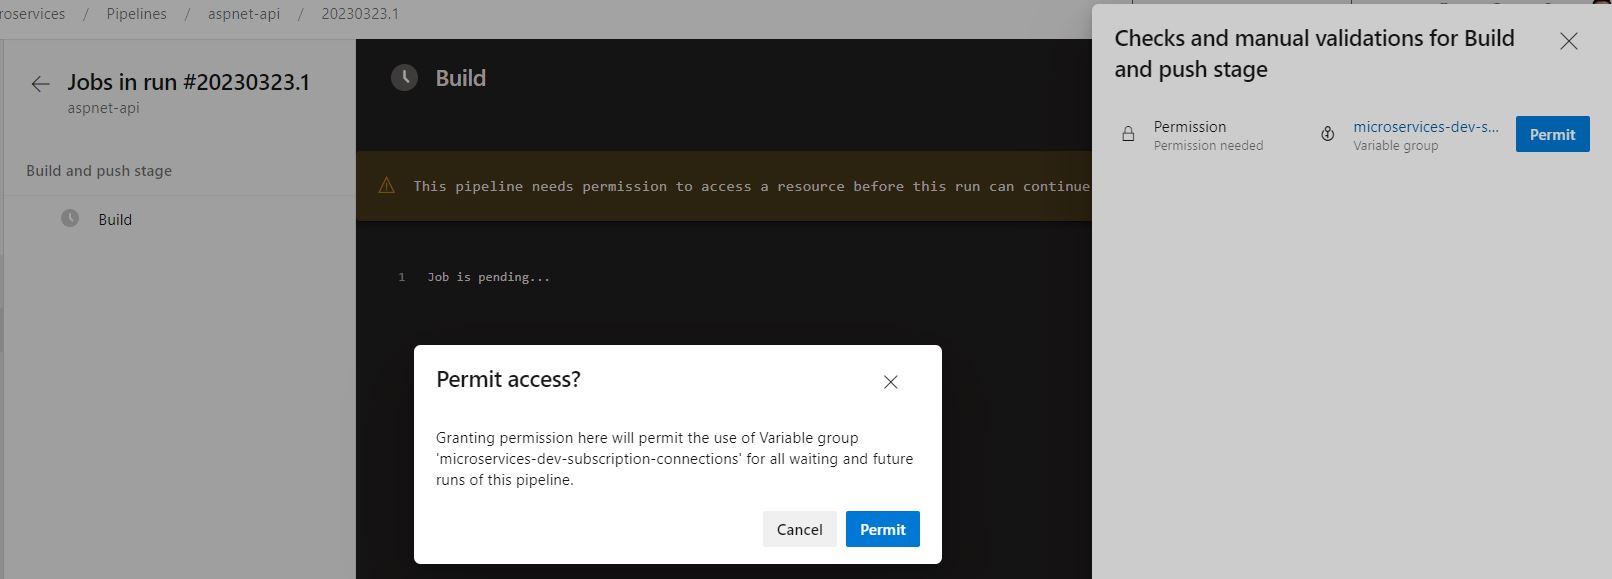 roservices / Pipelines / aspnet-api / 20230323.1
Jobs in run #20230323.1
aspnet-api
Build and push stage
Build
Build
This pipeline needs permission to access a resource before this run can continue
1 Job is pending...
Checks and manual validations for Build
and push stage
Permission
Permission needed
microservices-dev-s...
Variable group
Permit
Permit access?
Granting permission here will permit the use of Variable group
'microservices-dev-subscription-connections' for all waiting and future
runs of this pipeline.
Cancel
Permit